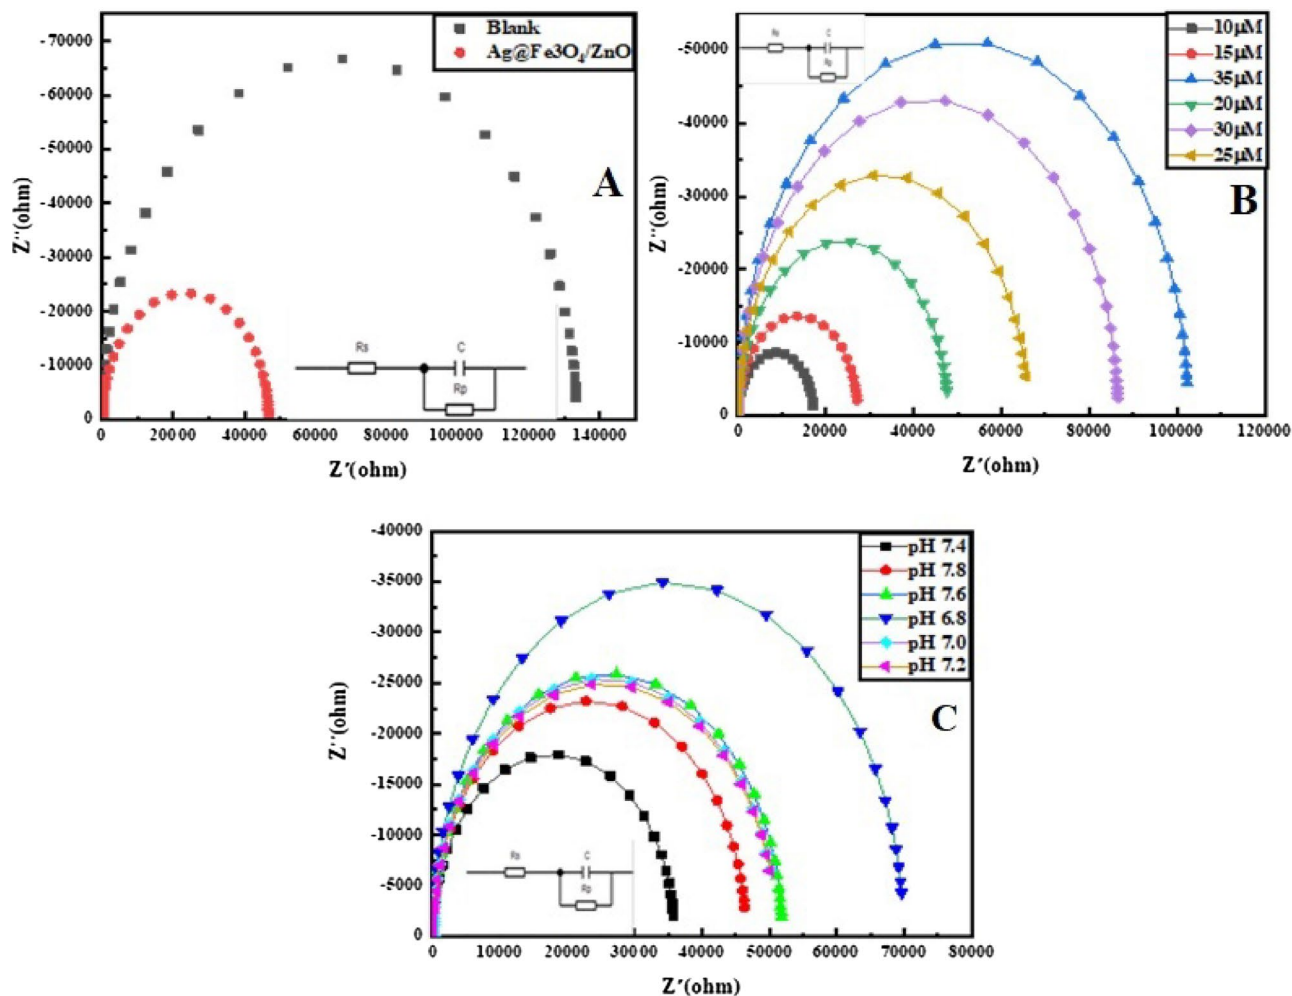 Blank
Ag@Fe3O4/ZnO
-70000
-60000
-50000
-40000
-30000
-20000
-10000
0
Z''(ohm)
A
Rs
C
Rp
0 20000 40000 60000 80000 100000 120000 140000
Z′(ohm)
10μM
15μM
35μM
20μM
30μM
25μM
-50000
-40000
-30000
-20000
-10000
0
Z''(ohm)
B
Rs
C
Rp
0 20000 40000 60000 80000 100000 120000
Z′(ohm)
pH 7.4
pH 7.8
pH 7.6
pH 6.8
pH 7.0
pH 7.2
-40000
-35000
-30000
-25000
-20000
-15000
-10000
-5000
0
Z''(ohm)
C
Rs
C
Rp
0 10000 20000 30000 40000 50000 60000 70000 80000
Z′(ohm)